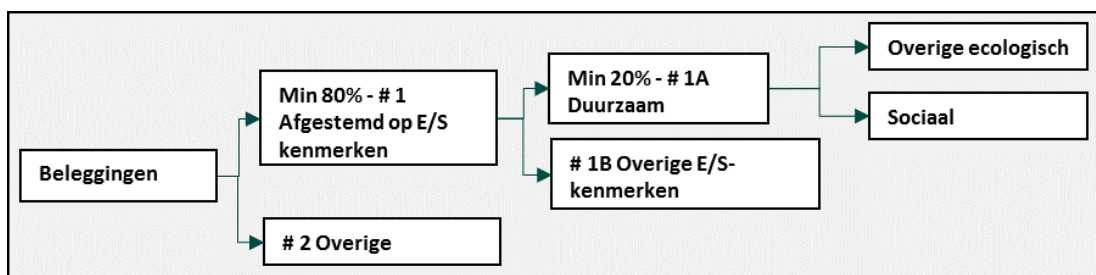 Beleggingen
Min 80% - # 1
Afgestemd op E/S
kenmerken
# 2 Overige
Min 20% - # 1A
Duurzaam
# 1B Overige E/S-
kenmerken
Overige ecologisch
Sociaal